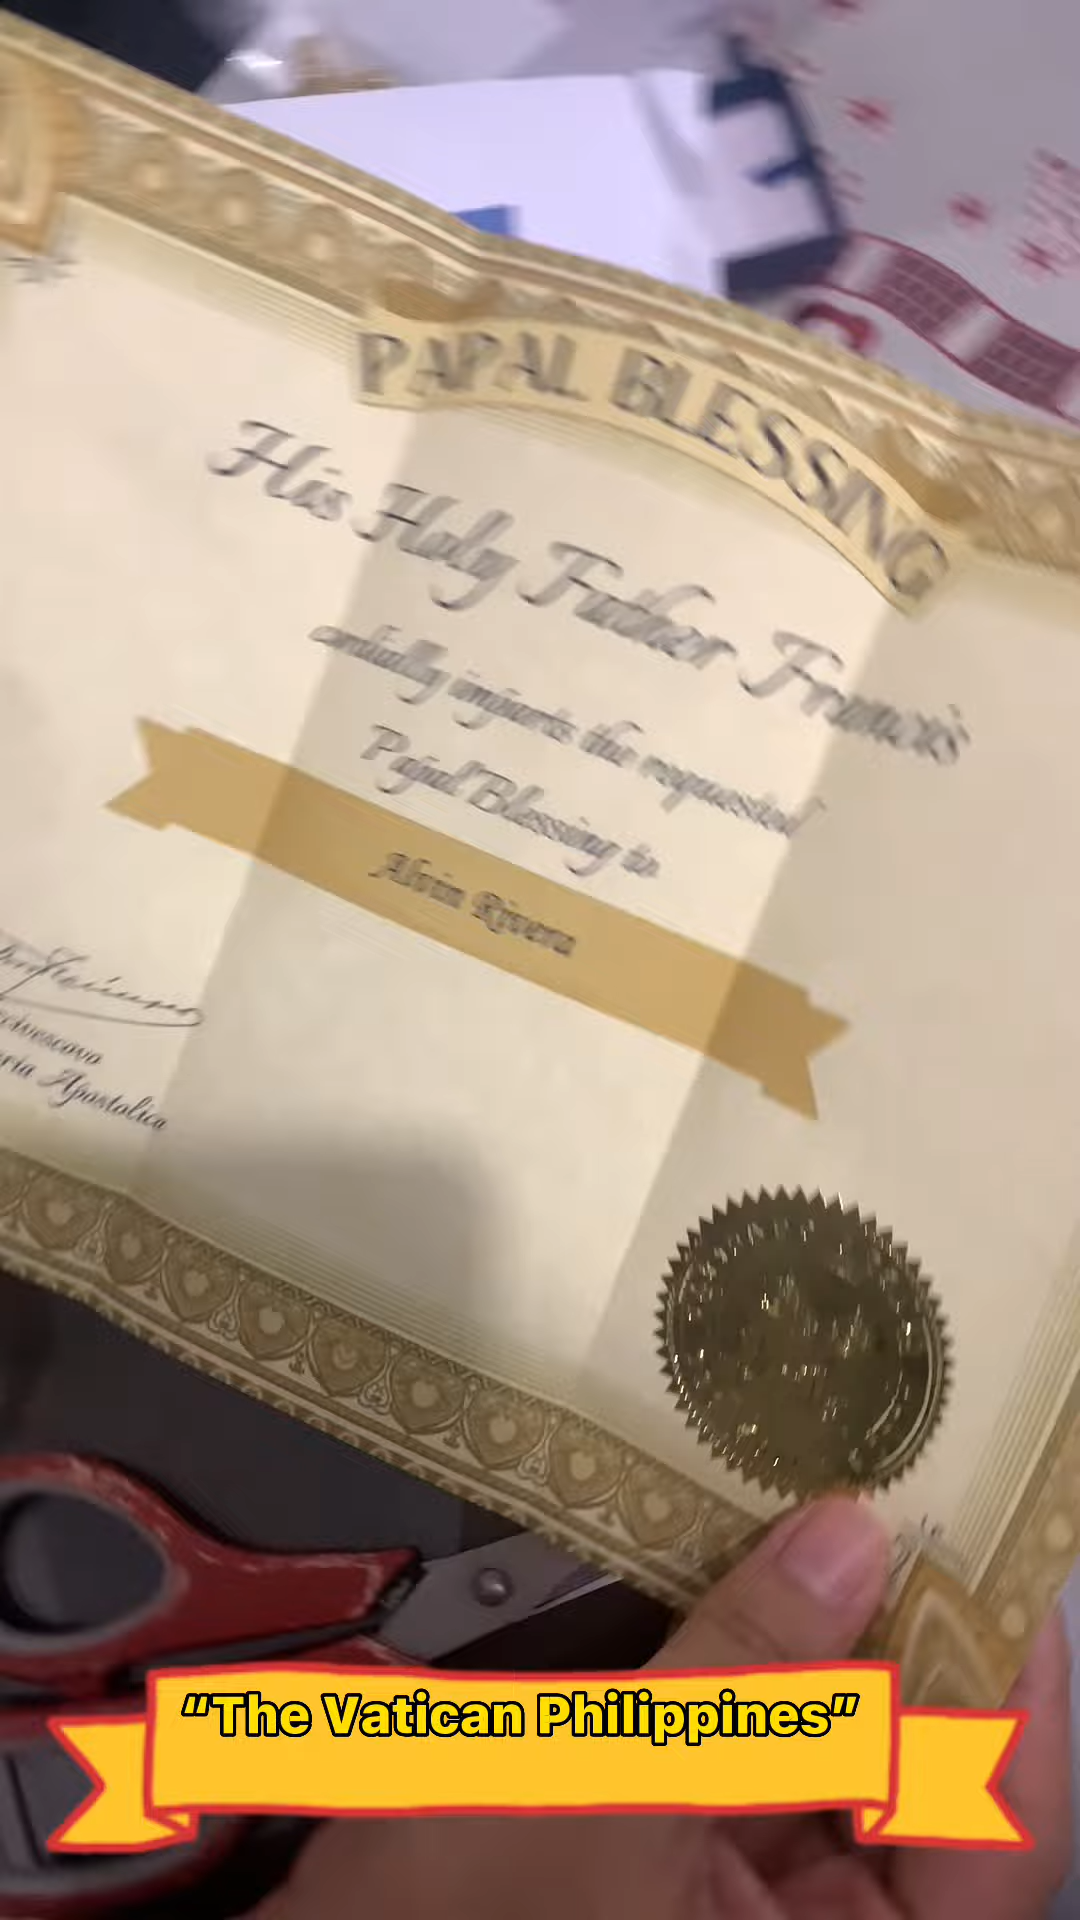 E
PAPAL BLESSING
His Holy Father Francis
cordially imparts the requested
Papal Blessing to
Alvin Rivera
Apostolica
“The Vatican Philippines”